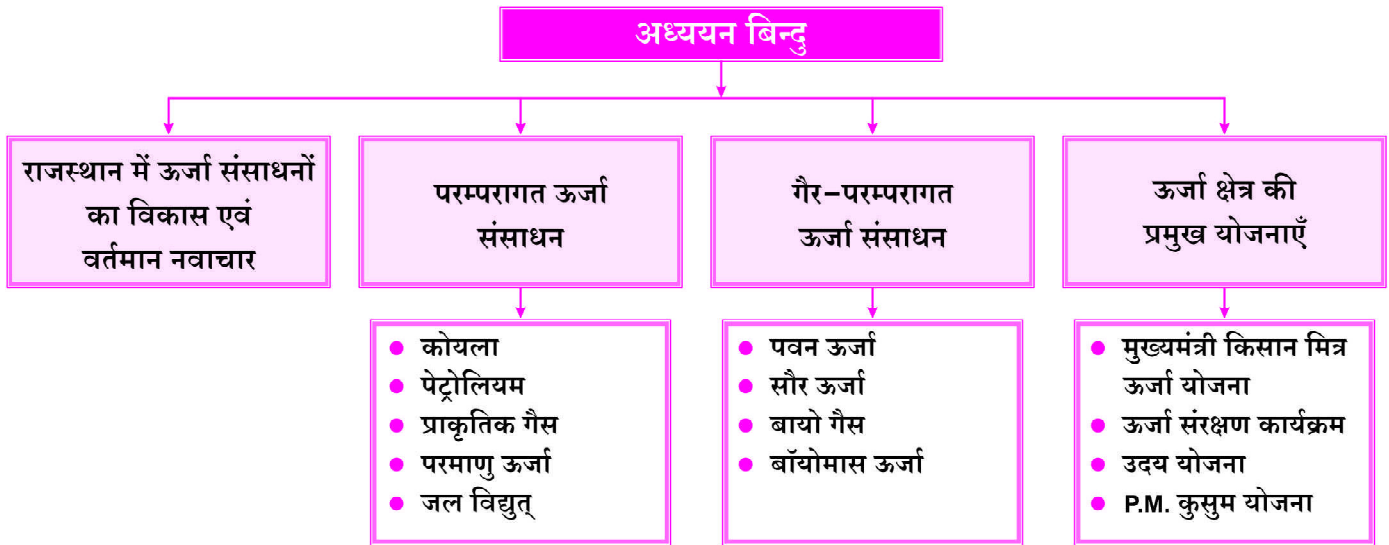 अध्ययन बिन्दु
राजस्थान में ऊर्जा संसाधनों
का विकास एवं
वर्तमान नवाचार
परम्परागत ऊर्जा
संसाधन
गैर-परम्परागत
ऊर्जा संसाधन
ऊर्जा क्षेत्र की
प्रमुख योजनाएँ
● कोयला
● पेट्रोलियम
● प्राकृतिक गैस
● परमाणु ऊर्जा
● जल विद्युत्
● पवन ऊर्जा
● सौर ऊर्जा
● बायो गैस
● बॉयोमास ऊर्जा
● मुख्यमंत्री किसान मित्र
ऊर्जा योजना
● ऊर्जा संरक्षण कार्यक्रम
● उदय योजना
● P.M. कुसुम योजना